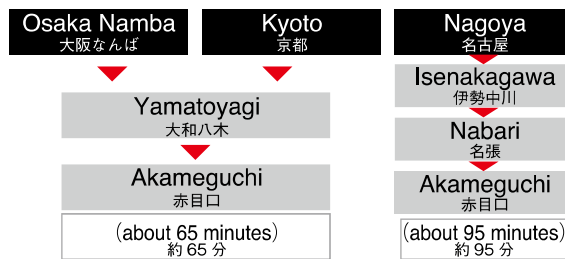 Osaka Namba
大阪なんば
Kyoto
京都
Yamatoyagi
大和八木
Akameguchi
赤目口
(about 65 minutes)
約 65 分
Nagoya
名古屋
Isenakagawa
伊勢中川
Nabari
名張
Akameguchi
赤目口
(about 95 minutes)
約 95 分